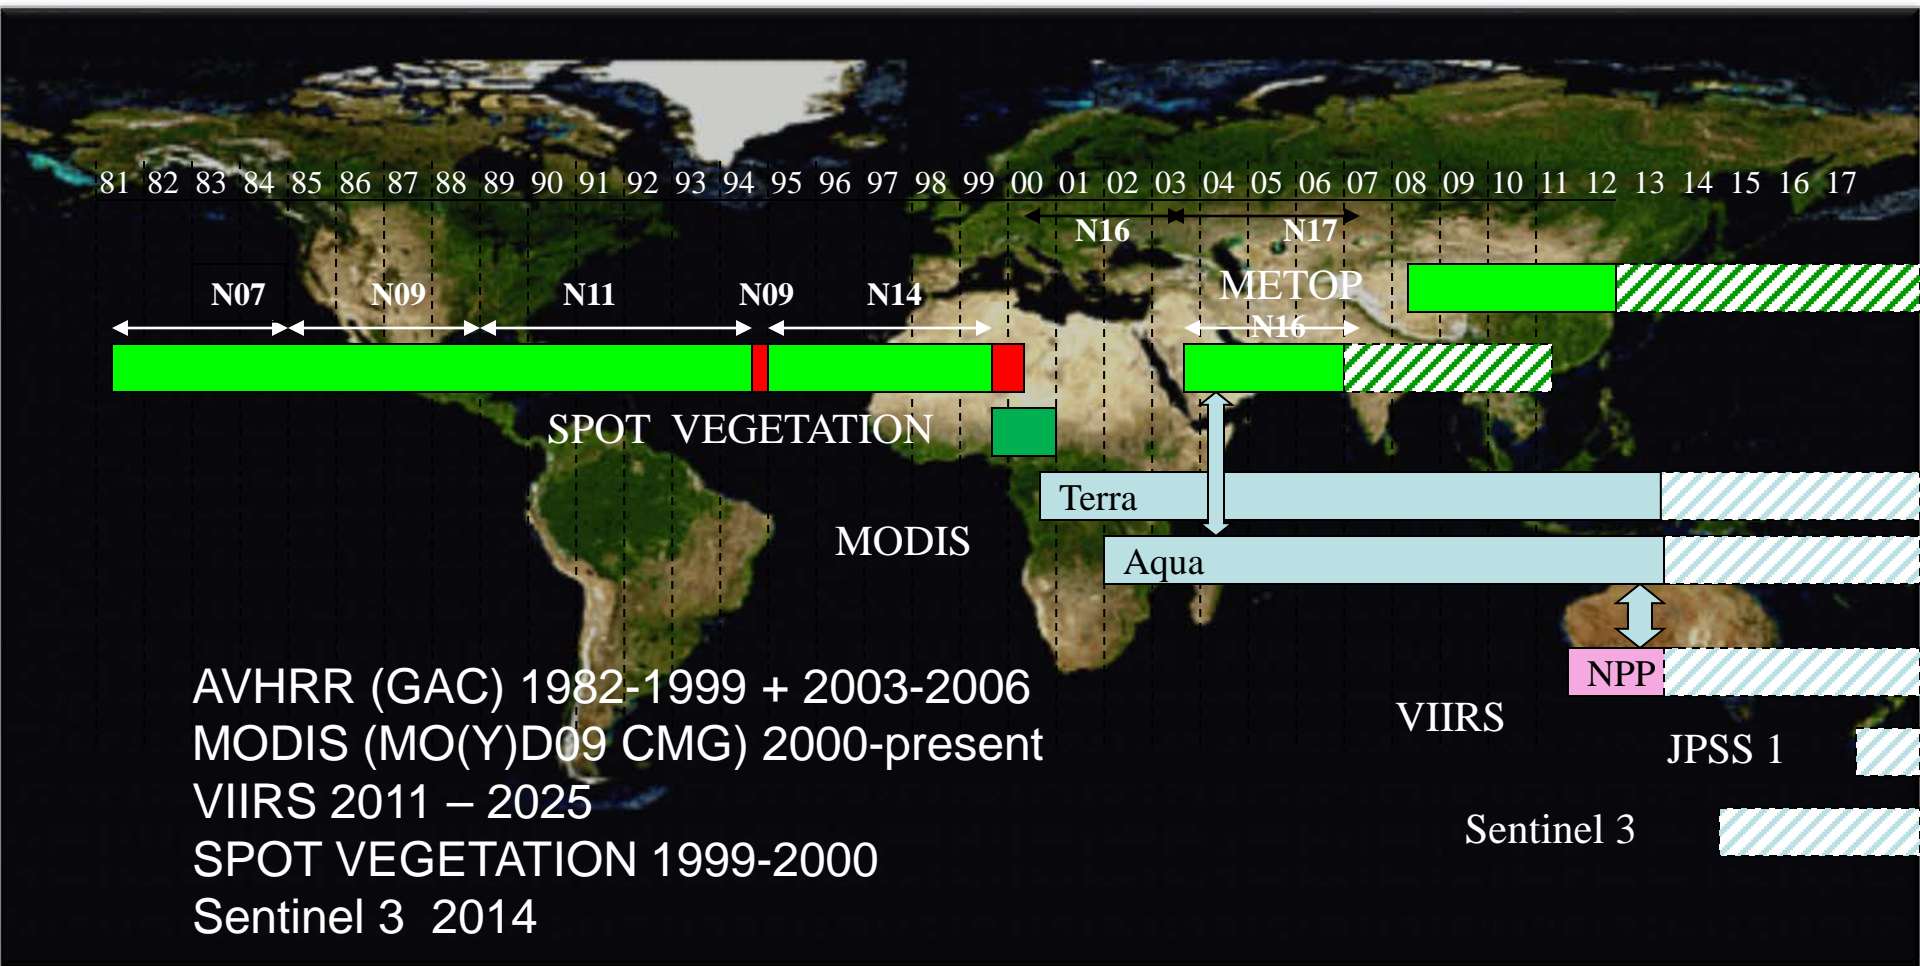 81 82 83 84 85 86 87 88 89 90 91 92 93 94 95 96 97 98 99 00 01 02 03 04 05 06 07 08 09 10 11 12 13 14 15 16 17
N16 N17
METOP
N07 N09 N11 N09 N14
N16
SPOT VEGETATION
Terra
MODIS
Aqua
NPP
VIIRS
JPSS 1
Sentinel 3
AVHRR (GAC) 1982-1999 + 2003-2006
MODIS (MO(Y)D09 CMG) 2000-present
VIIRS 2011 – 2025
SPOT VEGETATION 1999-2000
Sentinel 3 2014